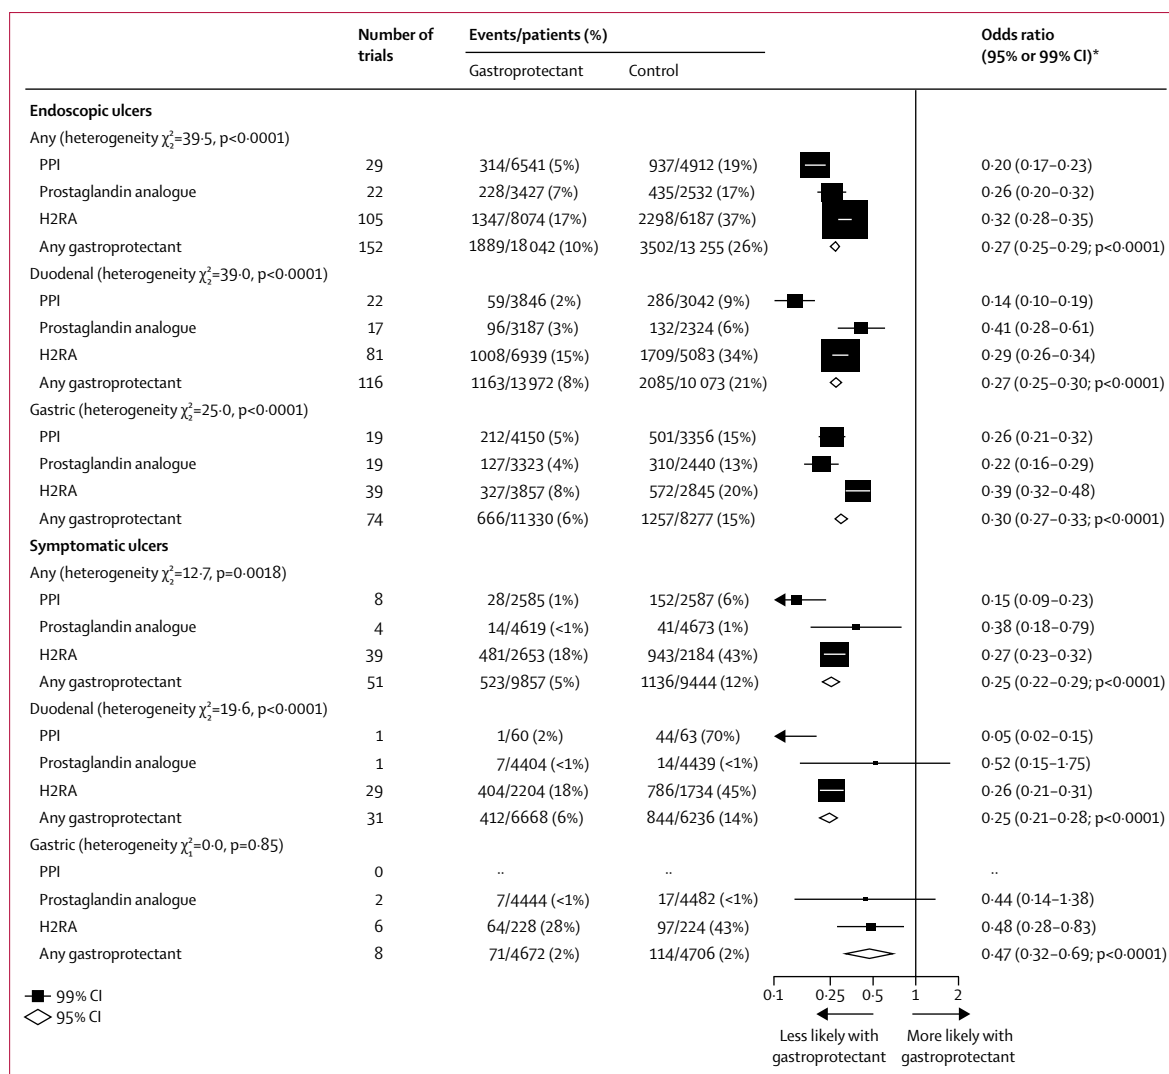 Number of trials Events/patients (%) Odds ratio (95% or 99% CI)*
Gastroprotectant Control
Endoscopic ulcers
Any (heterogeneity χ²₂=39·5, p<0·0001)
PPI 29 314/6541 (5%) 937/4912 (19%) 0·20 (0·17–0·23)
Prostaglandin analogue 22 228/3427 (7%) 435/2532 (17%) 0·26 (0·20–0·32)
H2RA 105 1347/8074 (17%) 2298/6187 (37%) 0·32 (0·28–0·35)
Any gastroprotectant 152 1889/18 042 (10%) 3502/13 255 (26%) 0·27 (0·25–0·29; p<0·0001)
Duodenal (heterogeneity χ²₂=39·0, p<0·0001)
PPI 22 59/3846 (2%) 286/3042 (9%) 0·14 (0·10–0·19)
Prostaglandin analogue 17 96/3187 (3%) 132/2324 (6%) 0·41 (0·28–0·61)
H2RA 81 1008/6939 (15%) 1709/5083 (34%) 0·29 (0·26–0·34)
Any gastroprotectant 116 1163/13 972 (8%) 2085/10 073 (21%) 0·27 (0·25–0·30; p<0·0001)
Gastric (heterogeneity χ²₂=25·0, p<0·0001)
PPI 19 212/4150 (5%) 501/3356 (15%) 0·26 (0·21–0·32)
Prostaglandin analogue 19 127/3323 (4%) 310/2440 (13%) 0·22 (0·16–0·29)
H2RA 39 327/3857 (8%) 572/2845 (20%) 0·39 (0·32–0·48)
Any gastroprotectant 74 666/11 330 (6%) 1257/8277 (15%) 0·30 (0·27–0·33; p<0·0001)
Symptomatic ulcers
Any (heterogeneity χ²₂=12·7, p=0·0018)
PPI 8 28/2585 (1%) 152/2587 (6%) 0·15 (0·09–0·23)
Prostaglandin analogue 4 14/4619 (<1%) 41/4673 (1%) 0·38 (0·18–0·79)
H2RA 39 481/2653 (18%) 943/2184 (43%) 0·27 (0·23–0·32)
Any gastroprotectant 51 523/9857 (5%) 1136/9444 (12%) 0·25 (0·22–0·29; p<0·0001)
Duodenal (heterogeneity χ²₂=19·6, p<0·0001)
PPI 1 1/60 (2%) 44/63 (70%) 0·05 (0·02–0·15)
Prostaglandin analogue 1 7/4404 (<1%) 14/4439 (<1%) 0·52 (0·15–1·75)
H2RA 29 404/2204 (18%) 786/1734 (45%) 0·26 (0·21–0·31)
Any gastroprotectant 31 412/6668 (6%) 844/6236 (14%) 0·25 (0·21–0·28; p<0·0001)
Gastric (heterogeneity χ²₁=0·0, p=0·85)
PPI 0 ·· ·· ··
Prostaglandin analogue 2 7/4444 (<1%) 17/4482 (<1%) 0·44 (0·14–1·38)
H2RA 6 64/228 (28%) 97/224 (43%) 0·48 (0·28–0·83)
Any gastroprotectant 8 71/4672 (2%) 114/4706 (2%) 0·47 (0·32–0·69; p<0·0001)
99% CI
95% CI
0·1 0·25 0·5 1 2
Less likely with gastroprotectant
More likely with gastroprotectant